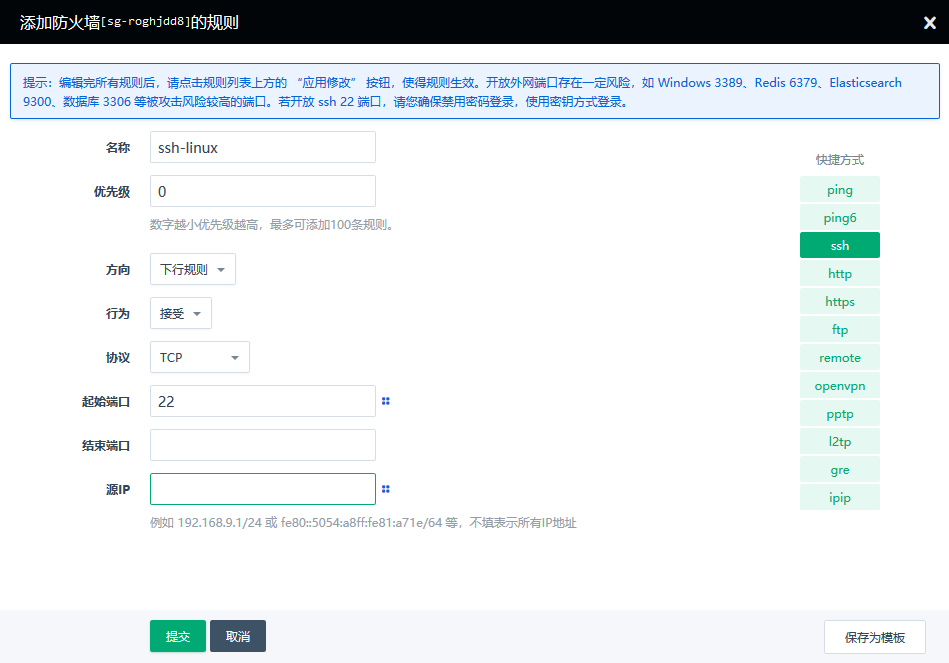 添加防火墙[sg-roghjdd8]的规则
提示：编辑完所有规则后，请点击规则列表上方的 “应用修改” 按钮，使得规则生效。开放外网端口存在一定风险，如 Windows 3389、Redis 6379、Elasticsearch
9300、数据库 3306 等被攻击风险较高的端口。若开放 ssh 22 端口，请您确保禁用密码登录，使用密钥方式登录。
名称 ssh-linux
优先级 0
数字越小优先级越高，最多可添加100条规则。
方向 下行规则
行为 接受
协议 TCP
起始端口 22
结束端口
源IP
例如 192.168.9.1/24 或 fe80::5054:a8ff:fe81:a71e/64 等，不填表示所有IP地址
快捷方式
ping
ping6
ssh
http
https
ftp
remote
openvpn
pptp
l2tp
gre
ipip
提交 取消 保存为模板